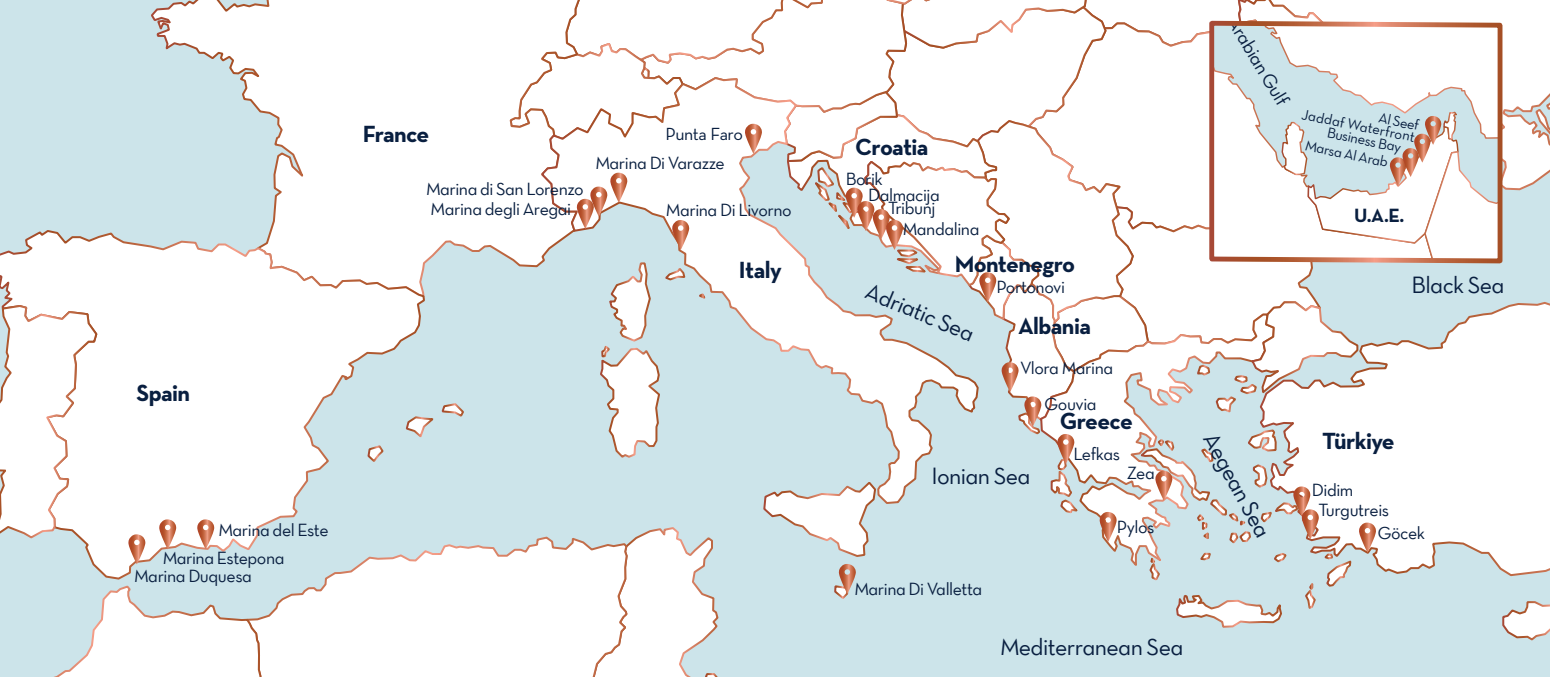 Arabian Gulf
Al Seef
Jaddaf Waterfront
Business Bay
Marsa Al Arab
U.A.E.
France
Punta Faro
Croatia
Marina Di Varazze
Borik
Marina di San Lorenzo
Dalmacija
Marina degli Aregai
Marina Di Livorno
Tribunj
Mandalina
Italy
Montenegro
Portonovi
Black Sea
Adriatic Sea
Albania
Vlora Marina
Spain
Gouvia
Greece
Türkiye
Lefkas
Aegean Sea
Ionian Sea
Zea
Didim
Turgutreis
Pylos
Göcek
Marina del Este
Marina Estepona
Marina Duquesa
Marina Di Valletta
Mediterranean Sea